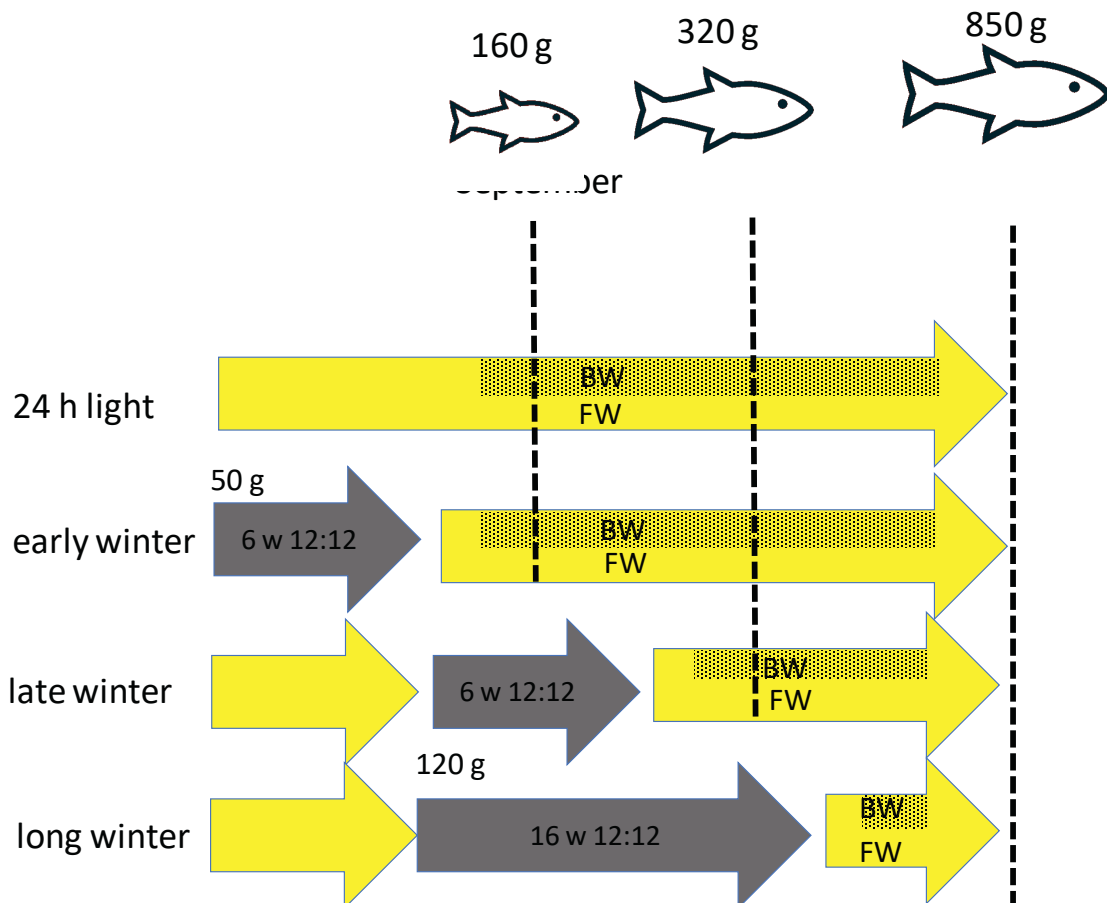 160 g
320 g
850 g
September
24 h light
BW
FW
50 g
early winter
6 w 12:12
BW
FW
late winter
6 w 12:12
BW
FW
120 g
long winter
16 w 12:12
BW
FW